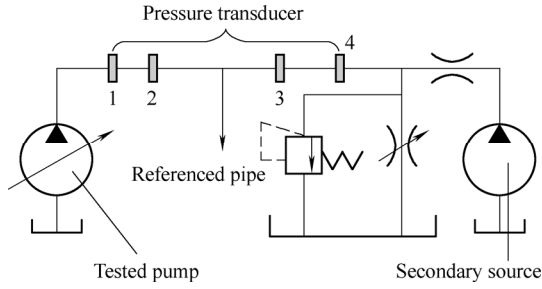 Pressure transducer
4
1
2
3
Referenced pipe
Tested pump
Secondary source